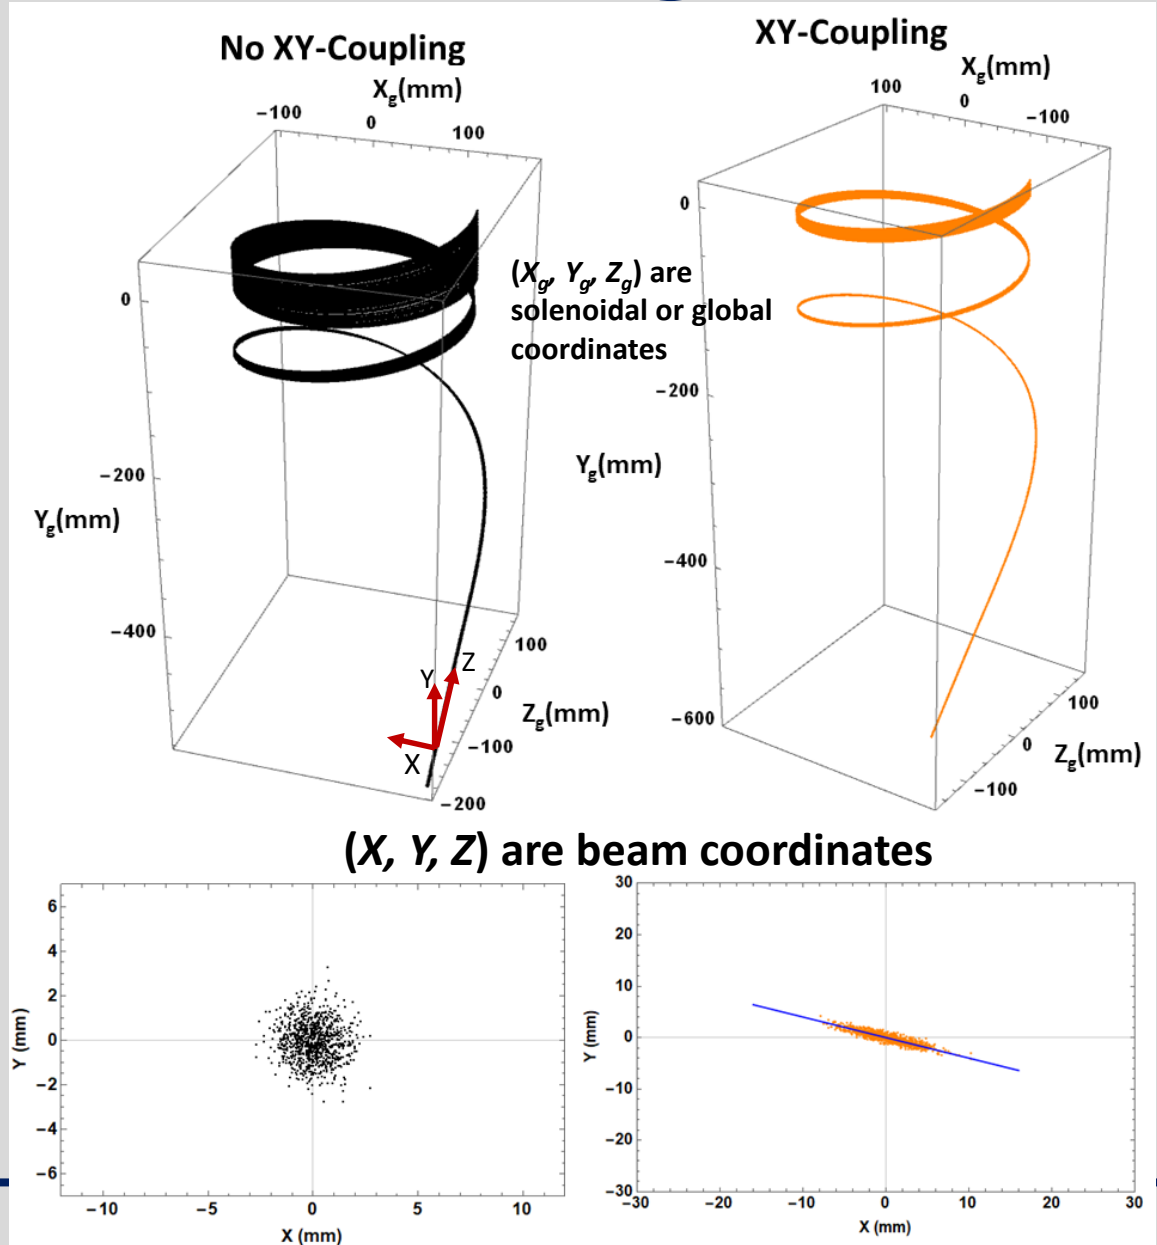 No XY-Coupling
XY-Coupling
Xg(mm)
−100
0
100
Xg(mm)
100
0
−100
(Xg, Yg, Zg) are
solenoidal or global
coordinates
0
−200
−400
Yg(mm)
100
0
−100
−200
Zg(mm)
Y
Z
X
0
−200
−400
−600
Yg(mm)
100
0
−100
Zg(mm)
(X, Y, Z) are beam coordinates
6
4
2
0
−2
−4
−6
Y (mm)
−10
−5
0
5
10
X (mm)
30
20
10
0
−10
−20
−30
Y (mm)
−30
−20
−10
0
10
20
30
X (mm)